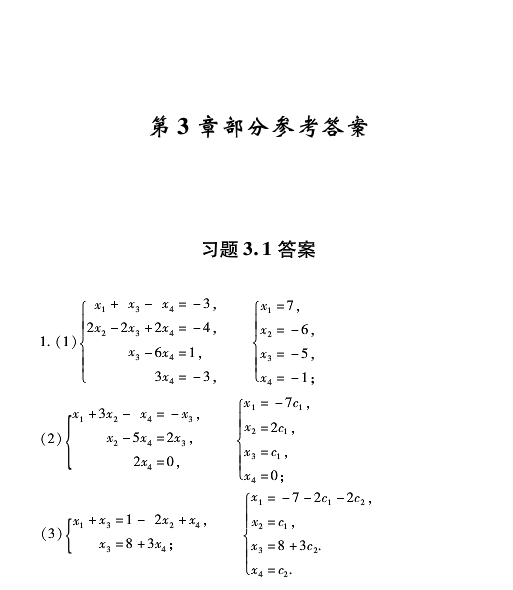 第 3 章部分参考答案
习题 3.1 答案
1. (1) { x₁ + x₃ − x₄ = −3, { x₁ = 7,
2x₂ − 2x₃ + 2x₄ = −4, x₂ = −6,
x₃ − 6x₄ = 1, x₃ = −5,
3x₄ = −3, x₄ = −1;
(2) { x₁ + 3x₂ − x₄ = −x₃, { x₁ = −7c₁,
x₂ − 5x₄ = 2x₃, x₂ = 2c₁,
2x₄ = 0, x₃ = c₁,
x₄ = 0;
(3) { x₁ + x₃ = 1 − 2x₂ + x₄, { x₁ = −7 − 2c₁ − 2c₂,
x₃ = 8 + 3x₄; x₂ = c₁,
x₃ = 8 + 3c₂.
x₄ = c₂.